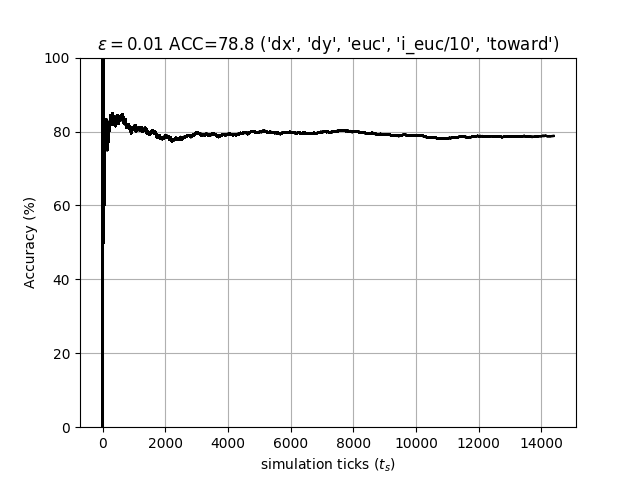 ε = 0.01 ACC=78.8 ('dx', 'dy', 'euc', 'i_euc/10', 'toward')
100
80
60
40
20
0
Accuracy (%)
0 2000 4000 6000 8000 10000 12000 14000
simulation ticks (tₛ)